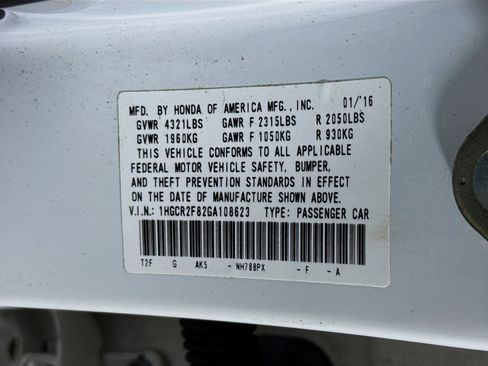 MFD. BY HONDA OF AMERICA MFG., INC. 01/'16
GVWR 4321LBS GAWR F 2315LBS R 2050LBS
GVWR 1960KG GAWR F 1050KG R 930KG
THIS VEHICLE CONFORMS TO ALL APPLICABLE
FEDERAL MOTOR VEHICLE SAFETY, BUMPER,
AND THEFT PREVENTION STANDARDS IN EFFECT
ON THE DATE OF MANUFACTURE SHOWN ABOVE.
V.I.N.: 1HGCR2F82GA108623 TYPE: PASSENGER CAR
T2F G AK5 -NH788PX -F -A